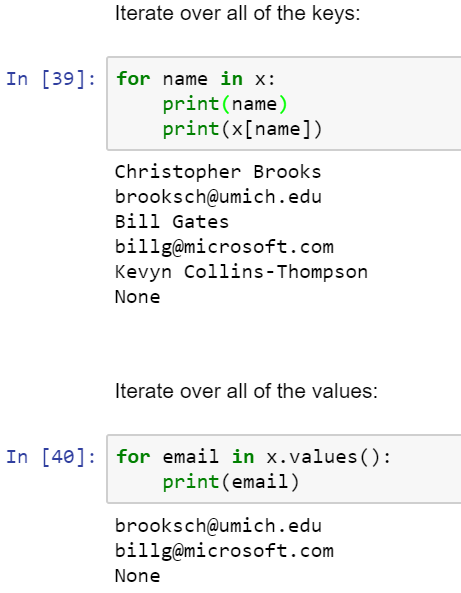 Iterate over all of the keys:
In [39]: for name in x:
    print(name)
    print(x[name])
Christopher Brooks
brooksch@umich.edu
Bill Gates
billg@microsoft.com
Kevyn Collins-Thompson
None
Iterate over all of the values:
In [40]: for email in x.values():
    print(email)
brooksch@umich.edu
billg@microsoft.com
None